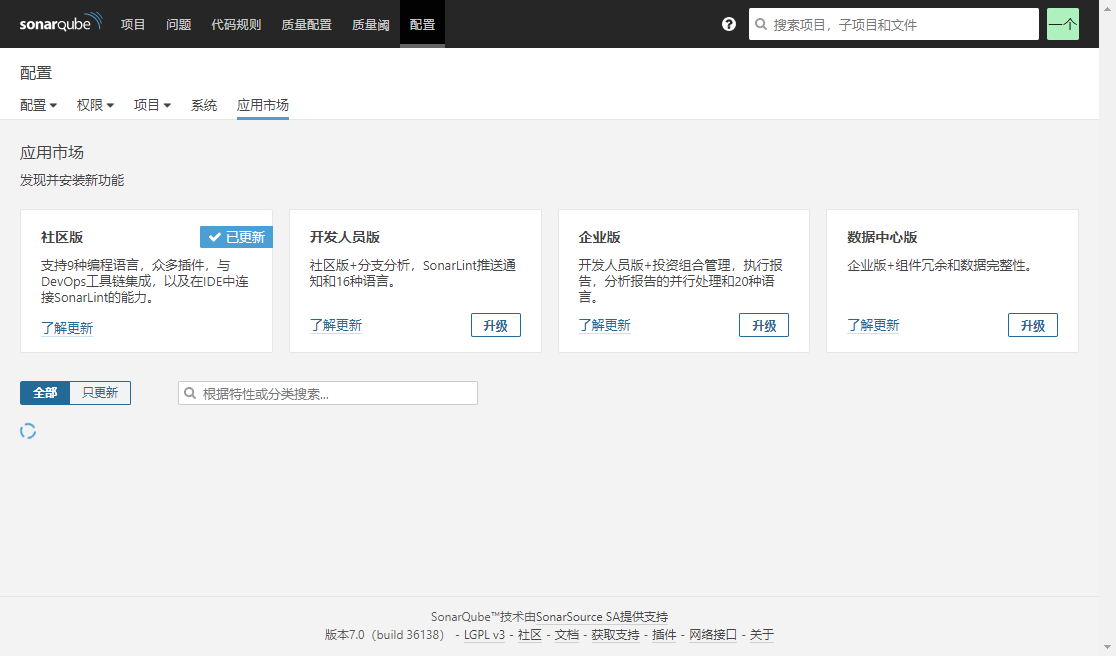 sonarqube 项目 问题 代码规则 质量配置 质量阈 配置 搜索项目，子项目和文件 一个
配置
配置 权限 项目 系统 应用市场
应用市场
发现并安装新功能
社区版 已更新
支持9种编程语言，众多插件，与
DevOps工具链集成，以及在IDE中连
接SonarLint的能力。
了解更新
开发人员版
社区版+分支分析，SonarLint推送通
知和16种语言。
了解更新 升级
企业版
开发人员版+投资组合管理，执行报
告，分析报告的并行处理和20种语
言。
了解更新 升级
数据中心版
企业版+组件冗余和数据完整性。
了解更新 升级
全部 只更新 根据特性或分类搜索...
SonarQube™技术由SonarSource SA提供支持
版本7.0（build 36138） - LGPL v3 - 社区 - 文档 - 获取支持 - 插件 - 网络接口 - 关于